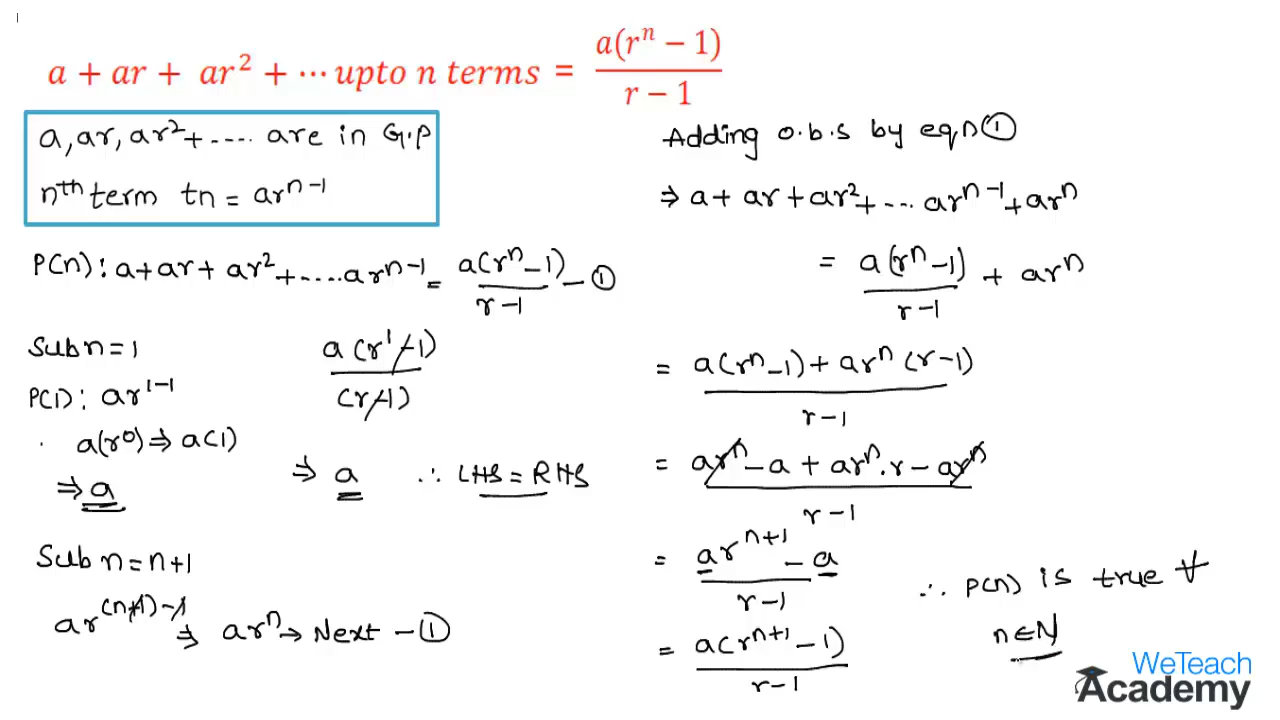 a + ar + ar² + ⋯ upto n terms = a(rⁿ − 1) / r − 1
a, ar, ar² + .... are in G.P
nth term tn = arⁿ⁻¹
P(n) : a + ar + ar² + .... arⁿ⁻¹ = a(rⁿ − 1) / r − 1 − ①
Sub n = 1
P(1) : ar¹⁻¹
a(r⁰) ⇒ a(1)
⇒ a
a(r¹ − 1) / (r − 1)
⇒ a ∴ LHS = RHS
Sub n = n + 1
ar⁽ⁿ⁺¹⁾⁻¹ ⇒ arⁿ → Next − ①
Adding o.b.s by eqn ①
⇒ a + ar + ar² + .... arⁿ⁻¹ + arⁿ
= a(rⁿ − 1) / r − 1 + arⁿ
= a(rⁿ − 1) + arⁿ (r − 1) / r − 1
= arⁿ − a + arⁿ . r − arⁿ / r − 1
= arⁿ⁺¹ − a / r − 1
= a(rⁿ⁺¹ − 1) / r − 1
∴ P(n) is true ∀
n ∈ N
WeTeach
Academy